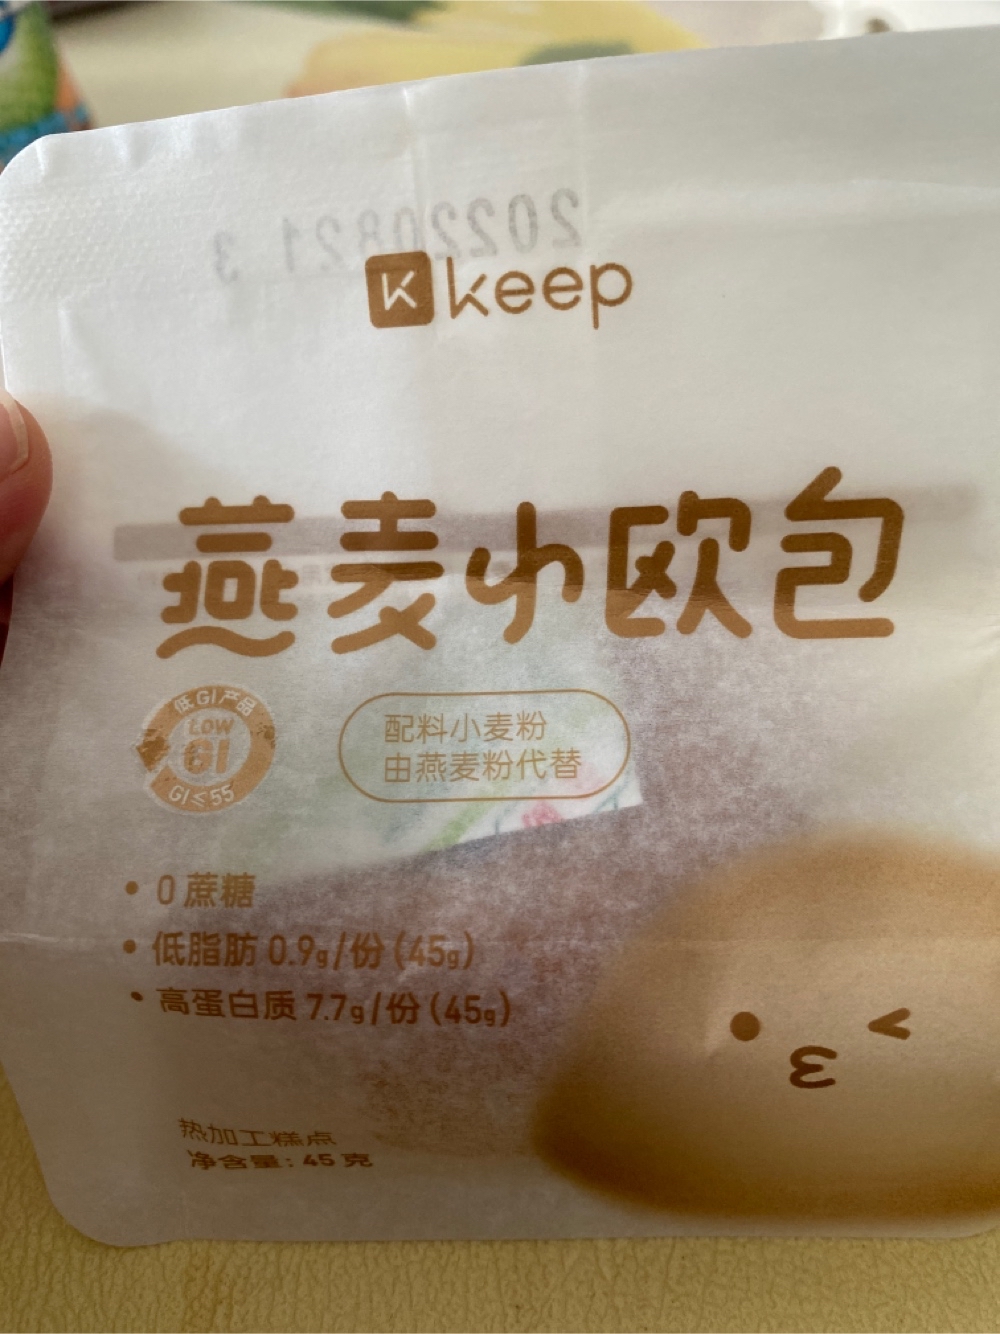 20220821 3
keep
燕麦小欧包
低GI产品
LOW
GI
GI≤55
配料小麦粉
由燕麦粉代替
• 0 蔗糖
• 低脂肪 0.9g/份 (45g)
• 高蛋白质 7.7g/份 (45g)
热加工糕点
净含量: 45 克